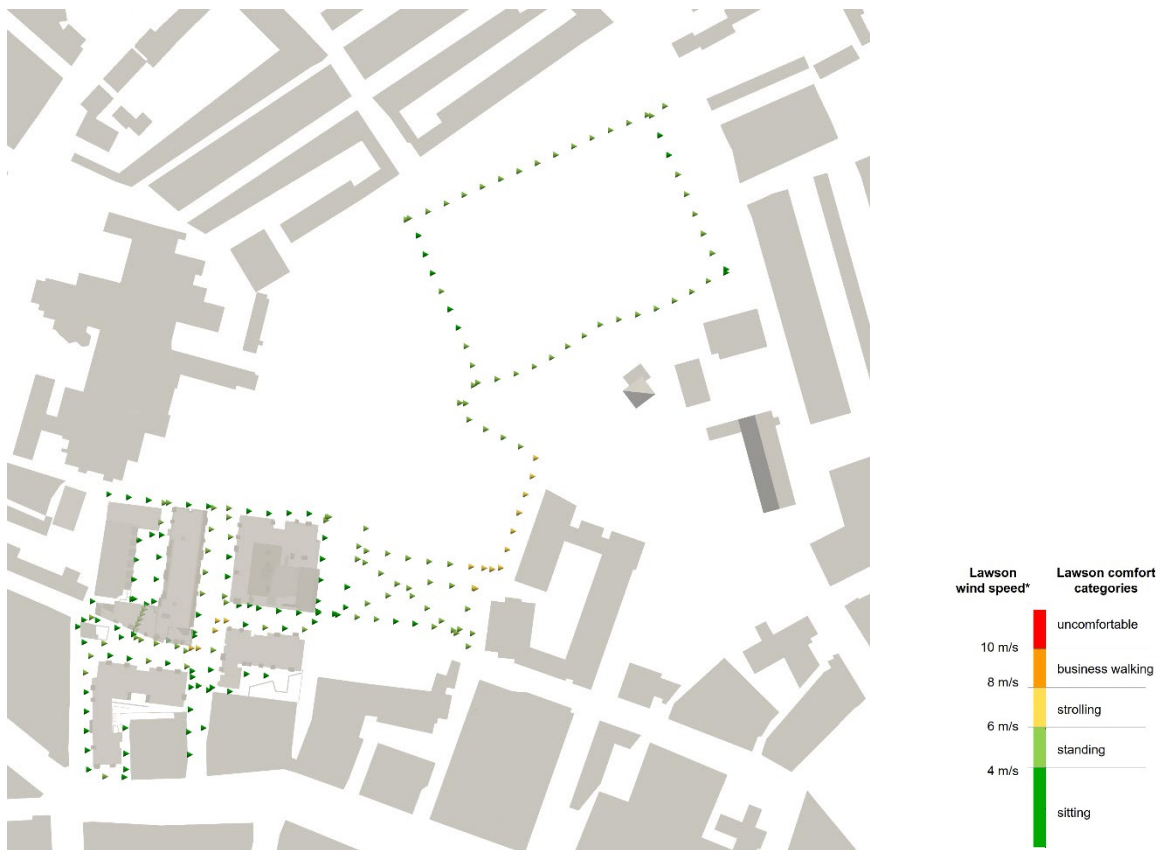 Lawson
wind speed*
Lawson comfort
categories
uncomfortable
10 m/s
business walking
8 m/s
strolling
6 m/s
standing
4 m/s
sitting